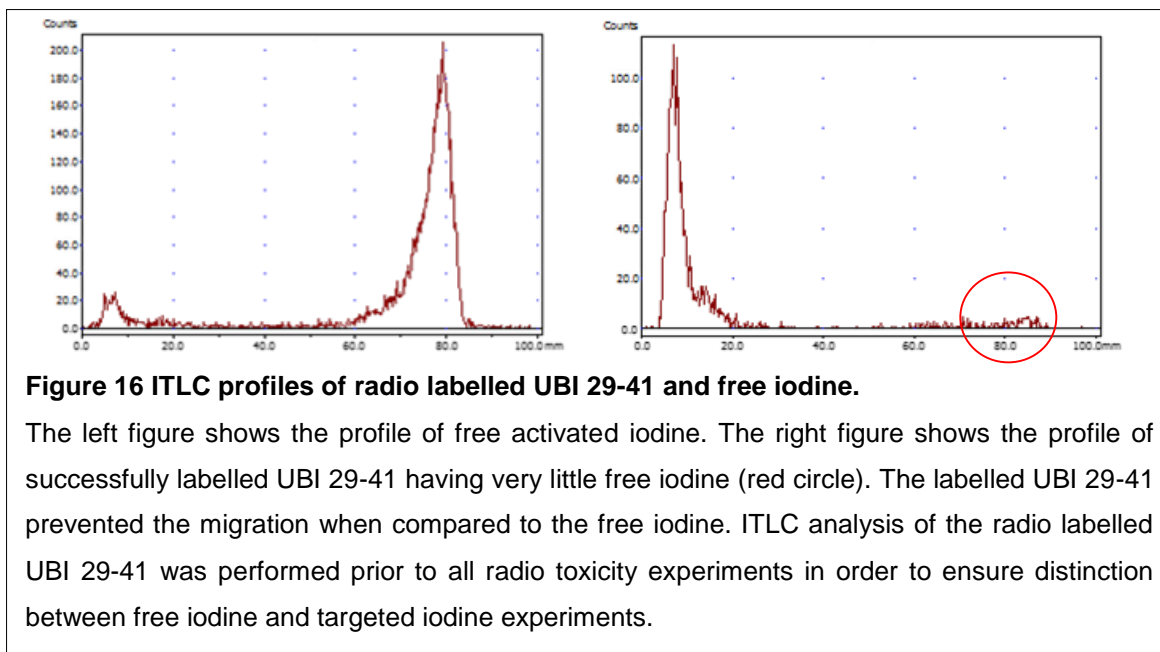 Counts
200.0
180.0
160.0
140.0
120.0
100.0
80.0
60.0
40.0
20.0
0.0
0.0 20.0 40.0 60.0 80.0 100.0mm
Counts
100.0
80.0
60.0
40.0
20.0
0.0
0.0 20.0 40.0 60.0 80.0 100.0mm
Figure 16 ITLC profiles of radio labelled UBI 29-41 and free iodine.
The left figure shows the profile of free activated iodine. The right figure shows the profile of
successfully labelled UBI 29-41 having very little free iodine (red circle). The labelled UBI 29-41
prevented the migration when compared to the free iodine. ITLC analysis of the radio labelled
UBI 29-41 was performed prior to all radio toxicity experiments in order to ensure distinction
between free iodine and targeted iodine experiments.